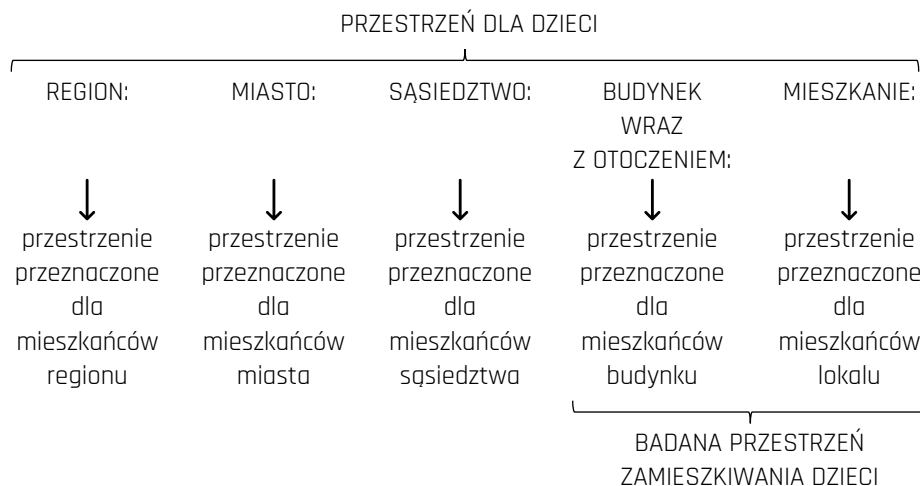 PRZESTRZEŃ DLA DZIECI
REGION:
MIASTO:
SĄSIEDZTWO:
BUDYNEK
WRAZ
Z OTOCZENIEM:
MIESZKANIE:
przestrzenie
przeznaczone
dla
mieszkańców
regionu
przestrzenie
przeznaczone
dla
mieszkańców
miasta
przestrzenie
przeznaczone
dla
mieszkańców
sąsiedztwa
przestrzenie
przeznaczone
dla
mieszkańców
budynku
przestrzenie
przeznaczone
dla
mieszkańców
lokalu
BADANA PRZESTRZEŃ
ZAMIESZKIWANIA DZIECI